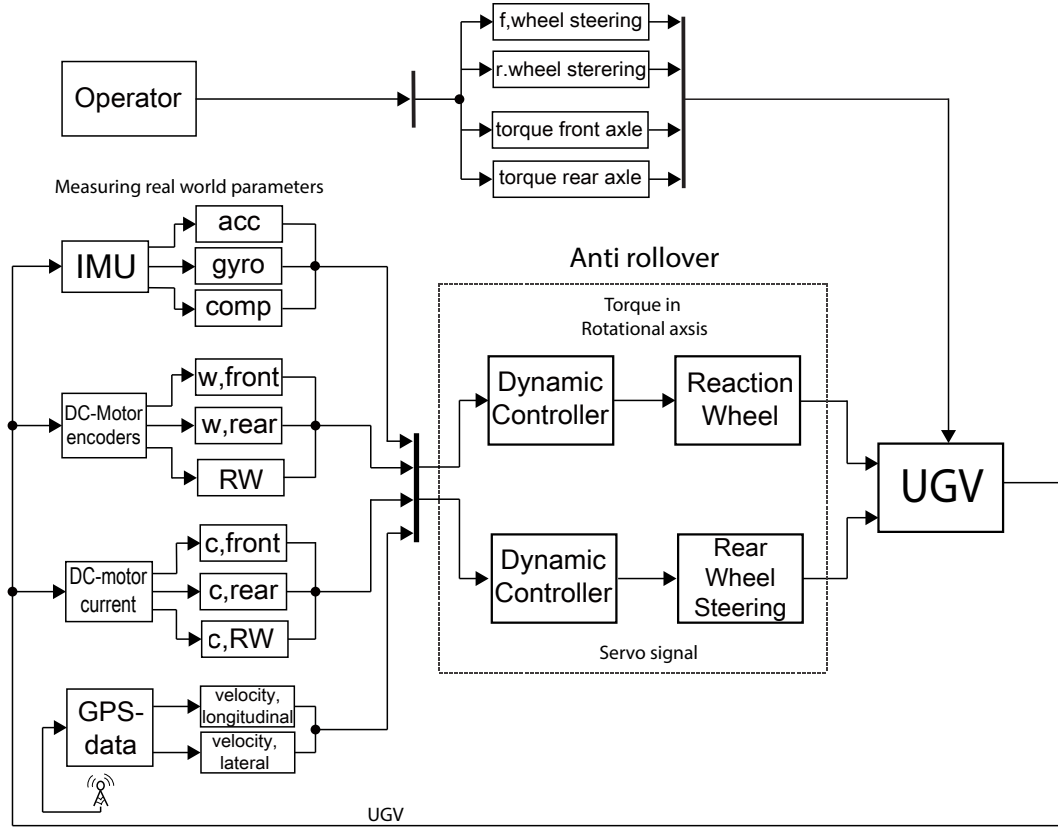 f,wheel steering
r.wheel sterering
torque front axle
torque rear axle
Operator
Measuring real world parameters
IMU
acc
gyro
comp
DC-Motor
encoders
w,front
w,rear
RW
DC-motor
current
c,front
c,rear
c,RW
GPS-
data
velocity,
longitudinal
velocity,
lateral
Anti rollover
Torque in
Rotational axsis
Dynamic
Controller
Reaction
Wheel
Dynamic
Controller
Rear
Wheel
Steering
Servo signal
UGV
UGV